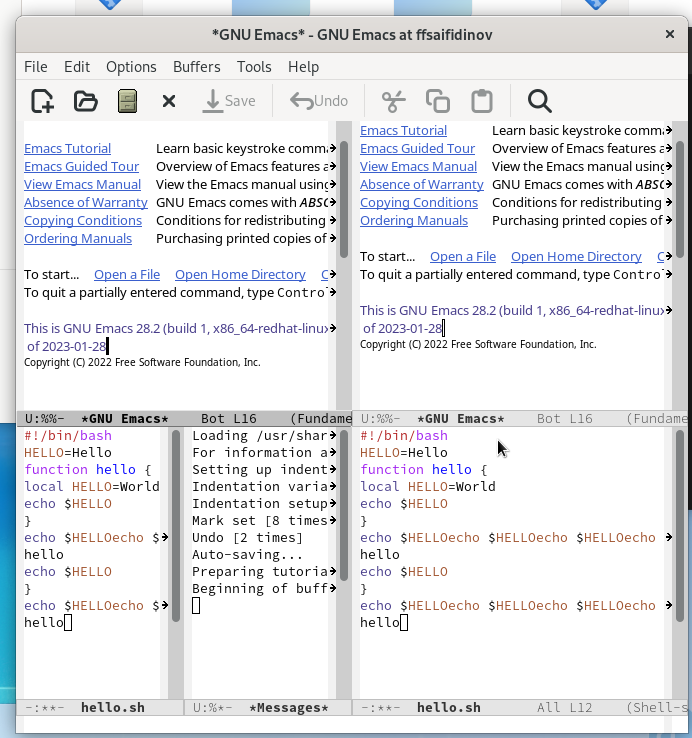 *GNU Emacs* - GNU Emacs at ffsaifidinov
File Edit Options Buffers Tools Help
Save Undo
Emacs Tutorial Learn basic keystroke comm
Emacs Guided Tour Overview of Emacs features
View Emacs Manual View the Emacs manual using
Absence of Warranty GNU Emacs comes with ABSO
Copying Conditions Conditions for redistributing
Ordering Manuals Purchasing printed copies of
To start... Open a File Open Home Directory C
To quit a partially entered command, type Contro
This is GNU Emacs 28.2 (build 1, x86_64-redhat-linux
of 2023-01-28
Copyright (C) 2022 Free Software Foundation, Inc.
U:%%- *GNU Emacs* Bot L16 (Fundame
Emacs Tutorial Learn basic keystroke comm
Emacs Guided Tour Overview of Emacs features
View Emacs Manual View the Emacs manual using
Absence of Warranty GNU Emacs comes with ABSO
Copying Conditions Conditions for redistributing
Ordering Manuals Purchasing printed copies of
To start... Open a File Open Home Directory C
To quit a partially entered command, type Contro
This is GNU Emacs 28.2 (build 1, x86_64-redhat-linux
of 2023-01-28
Copyright (C) 2022 Free Software Foundation, Inc.
U:%%- *GNU Emacs* Bot L16 (Fundame
#!/bin/bash
HELLO=Hello
function hello {
local HELLO=World
echo $HELLO
}
echo $HELLOecho $
hello
echo $HELLO
}
echo $HELLOecho $
hello
-:**- hello.sh
Loading /usr/shar
For information a
Setting up indent
Indentation varia
Indentation setup
Mark set [8 times
Undo [2 times]
Auto-saving...
Preparing tutoria
Beginning of buff
U:%*- *Messages*
#!/bin/bash
HELLO=Hello
function hello {
local HELLO=World
echo $HELLO
}
echo $HELLOecho $HELLOecho $HELLOecho
hello
echo $HELLO
}
echo $HELLOecho $HELLOecho $HELLOecho
hello
-:**- hello.sh All L12 (Shell-s